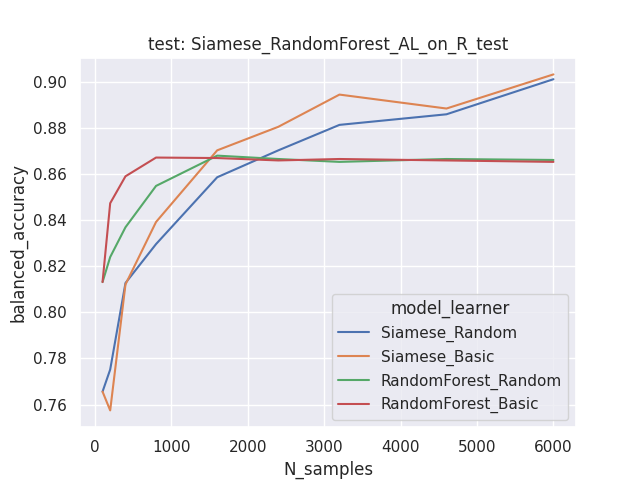 test: Siamese_RandomForest_AL_on_R_test
balanced_accuracy
0.90
0.88
0.86
0.84
0.82
0.80
0.78
0.76
model_learner
Siamese_Random
Siamese_Basic
RandomForest_Random
RandomForest_Basic
0
1000
2000
3000
4000
5000
6000
N_samples